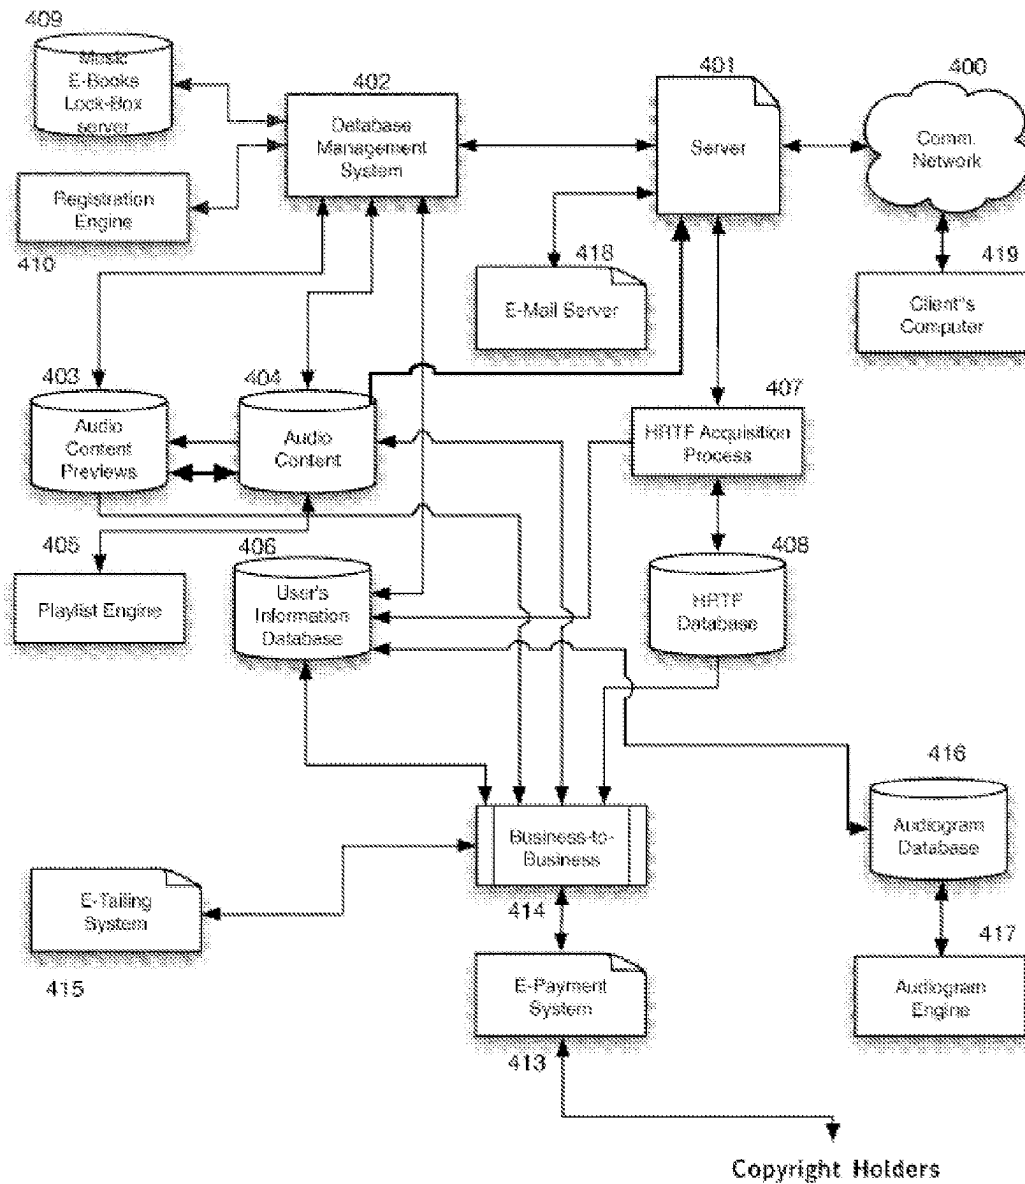 409
Music
E-Books
Lock-Box
server
402
Database
Management
System
401
Server
400
Comm.
Network
Registration
Engine
410
418
E-Mail Server
419
Client"s
Computer
403
Audio
Content
Previews
404
Audio
Content
407
HRTF Acquisition
Process
405
Playlist Engine
406
User's
Information
Database
408
HRTF
Database
416
Audiogram
Database
Business-to-
Business
414
E-Tailing
System
415
417
Audiogram
Engine
E-Payment
System
413
Copyright Holders